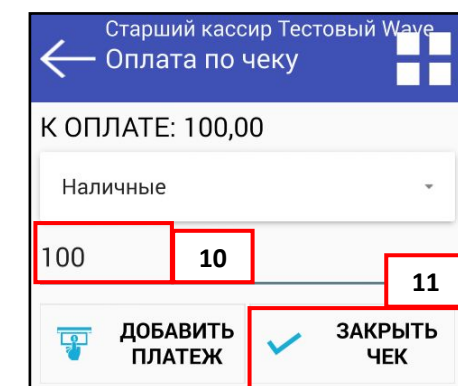 Старший кассир Тестовый Wave
Оплата по чеку
К ОПЛАТЕ: 100,00
Наличные
100
10
11
ДОБАВИТЬ
ПЛАТЕЖ
ЗАКРЫТЬ
ЧЕК